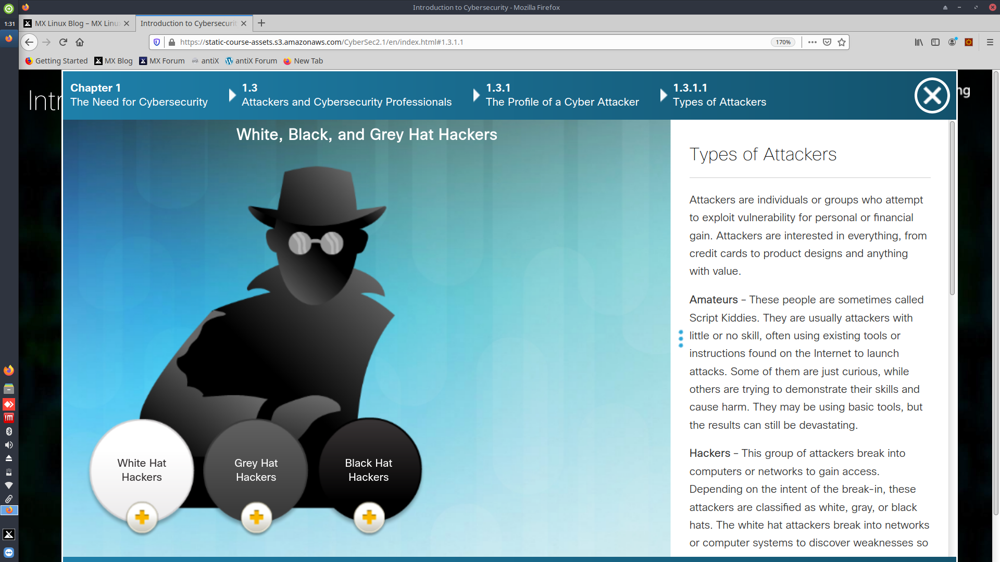 Introduction to Cybersecurity - Mozilla Firefox
1:31
MX Linux Blog – MX Linu
Introduction to Cybersecurit
https://static-course-assets.s3.amazonaws.com/CyberSec2.1/en/index.html#1.3.1.1
170%
Getting Started
MX Blog
MX Forum
antiX
antiX Forum
New Tab
Intr
ng
Chapter 1
The Need for Cybersecurity
1.3
Attackers and Cybersecurity Professionals
1.3.1
The Profile of a Cyber Attacker
1.3.1.1
Types of Attackers
White, Black, and Grey Hat Hackers
White Hat
Hackers
Grey Hat
Hackers
Black Hat
Hackers
Types of Attackers
Attackers are individuals or groups who attempt
to exploit vulnerability for personal or financial
gain. Attackers are interested in everything, from
credit cards to product designs and anything
with value.
Amateurs – These people are sometimes called
Script Kiddies. They are usually attackers with
little or no skill, often using existing tools or
instructions found on the Internet to launch
attacks. Some of them are just curious, while
others are trying to demonstrate their skills and
cause harm. They may be using basic tools, but
the results can still be devastating.
Hackers – This group of attackers break into
computers or networks to gain access.
Depending on the intent of the break-in, these
attackers are classified as white, gray, or black
hats. The white hat attackers break into networks
or computer systems to discover weaknesses so